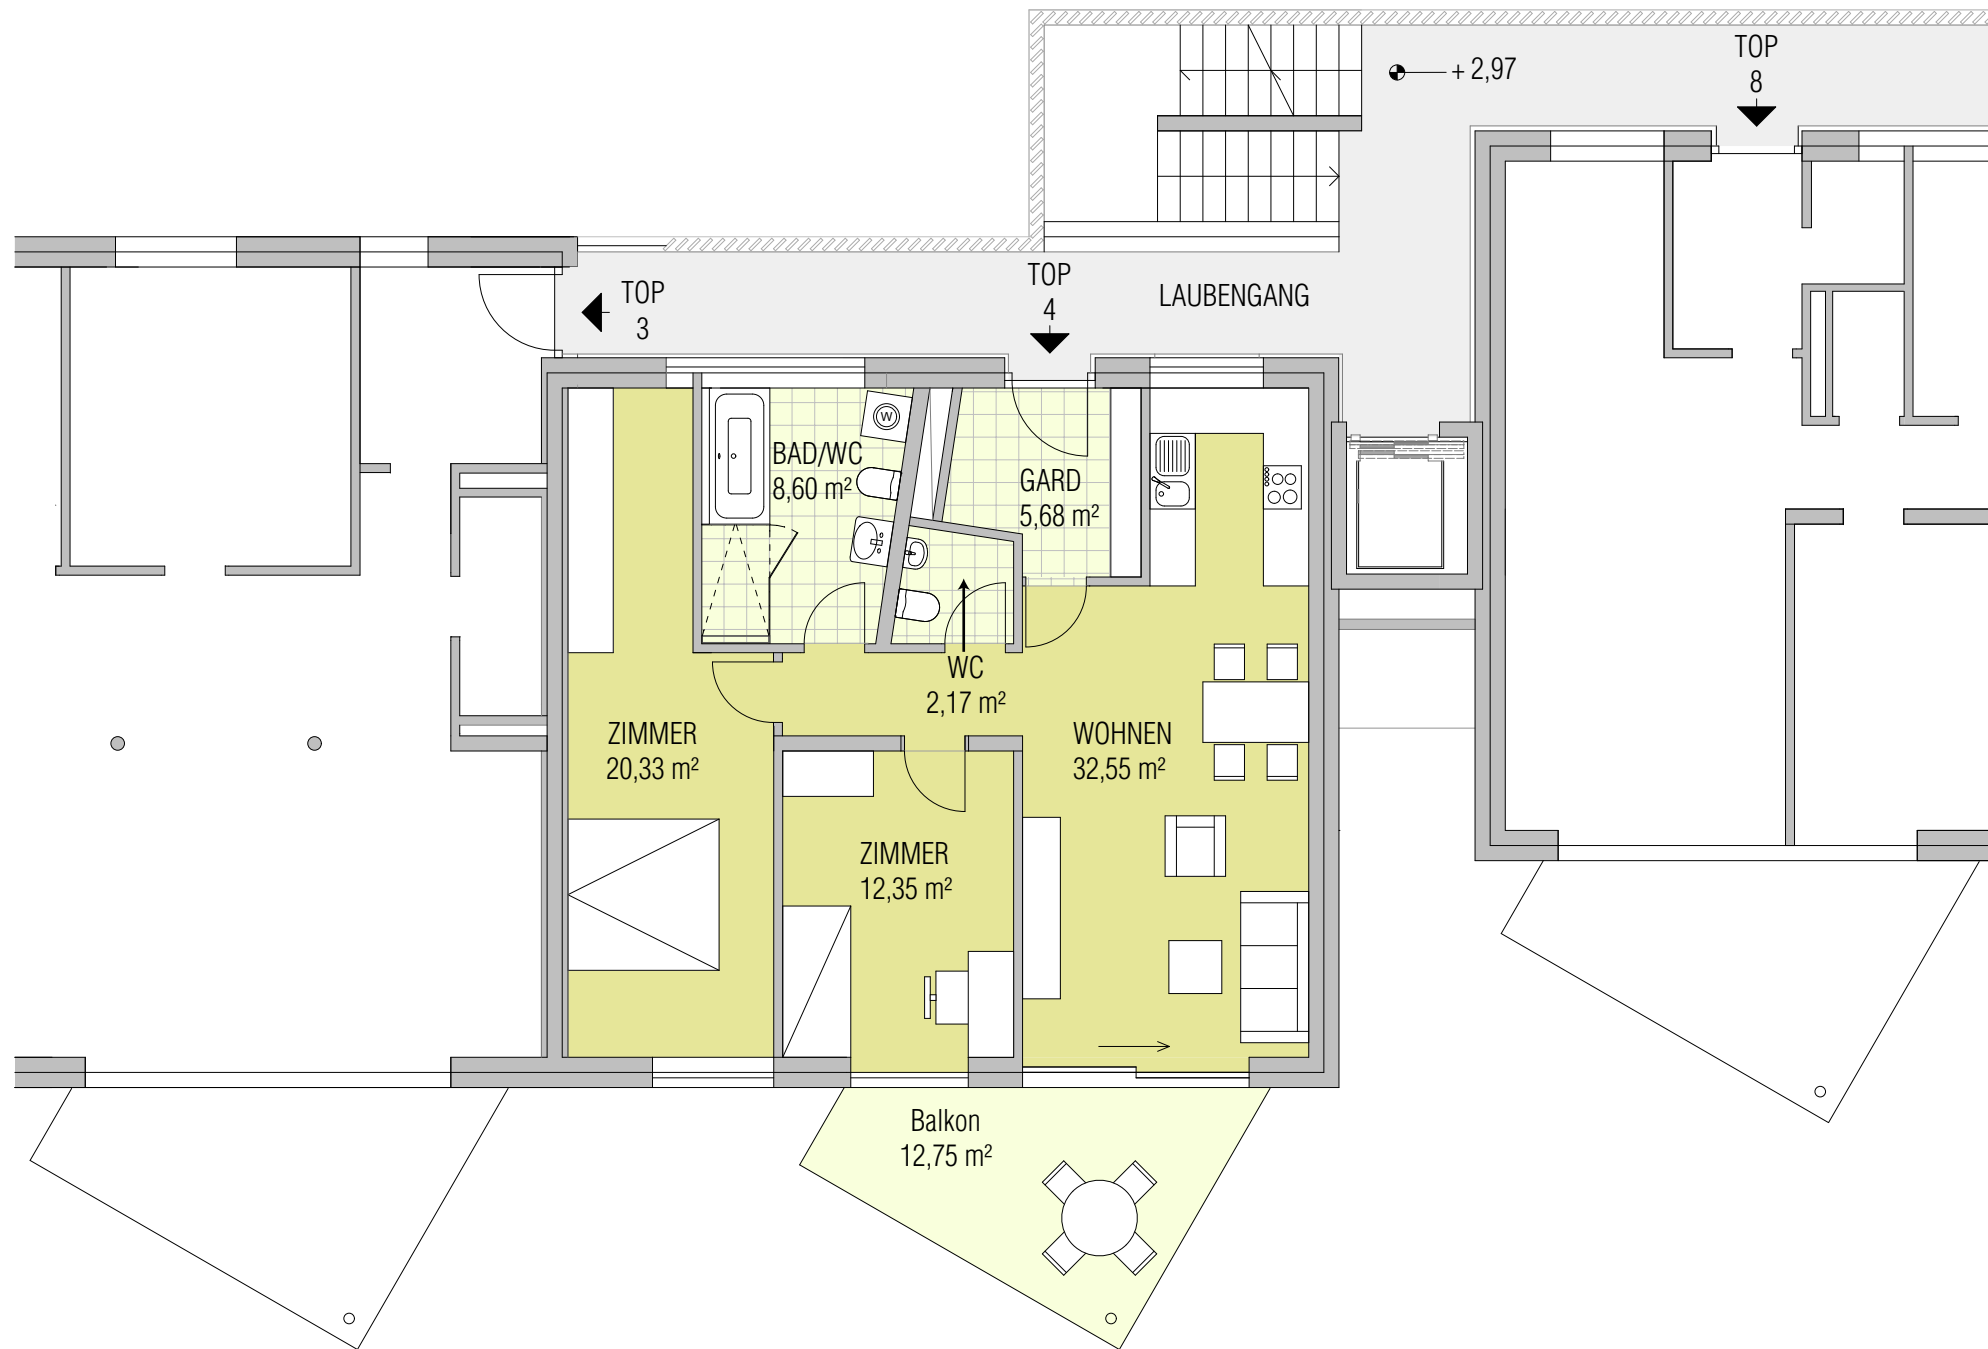 TOP
8
+ 2,97
TOP
3
TOP
4
LAUBENGANG
W
BAD/WC
8,60 m²
GARD
5,68 m²
WC
2,17 m²
ZIMMER
20,33 m²
WOHNEN
32,55 m²
ZIMMER
12,35 m²
Balkon
12,75 m²